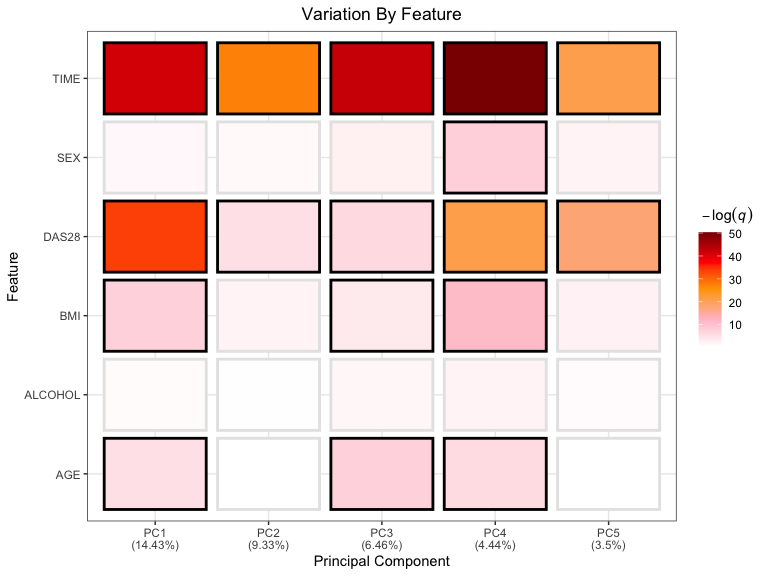 Variation By Feature
Feature
TIME
SEX
DAS28
BMI
ALCOHOL
AGE
PC1
(14.43%)
PC2
(9.33%)
PC3
(6.46%)
PC4
(4.44%)
PC5
(3.5%)
Principal Component
−log(q)
50
40
30
20
10